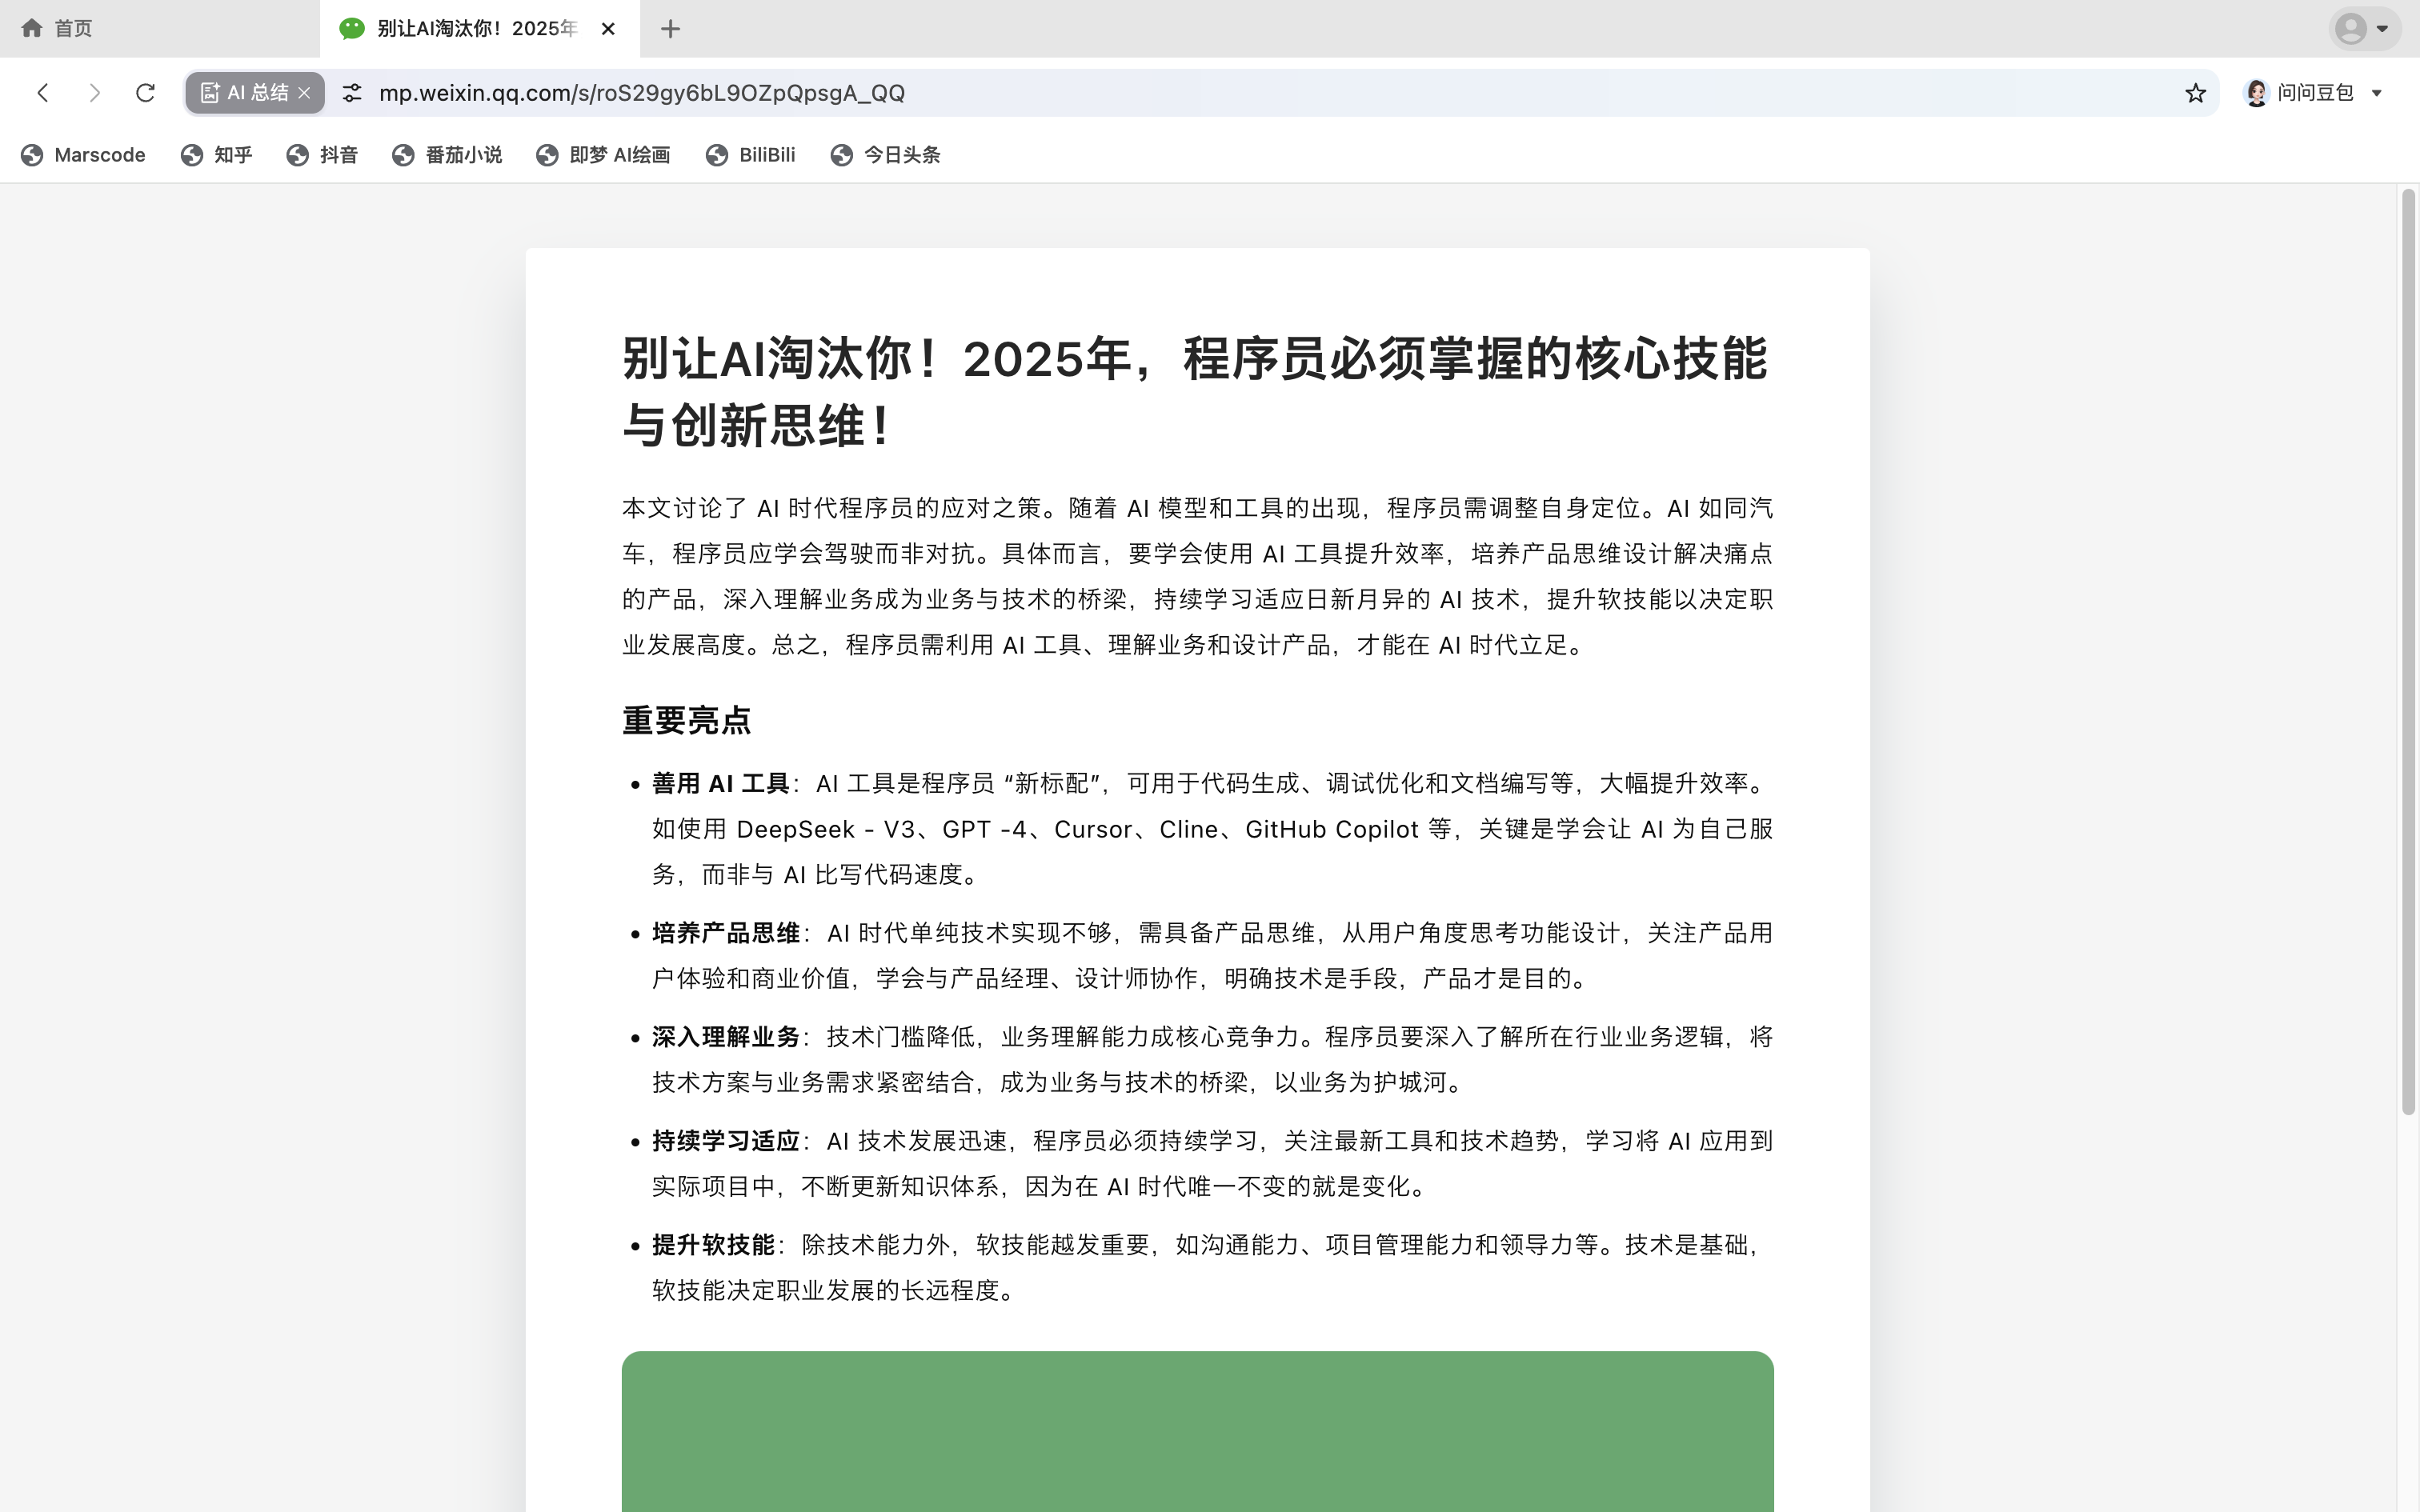 首页
别让AI淘汰你！2025年
AI 总结
mp.weixin.qq.com/s/roS29gy6bL9OZpQpsgA_QQ
问问豆包
Marscode
知乎
抖音
番茄小说
即梦 AI绘画
BiliBili
今日头条
别让AI淘汰你！2025年，程序员必须掌握的核心技能
与创新思维！
本文讨论了 AI 时代程序员的应对之策。随着 AI 模型和工具的出现，程序员需调整自身定位。AI 如同汽
车，程序员应学会驾驶而非对抗。具体而言，要学会使用 AI 工具提升效率，培养产品思维设计解决痛点
的产品，深入理解业务成为业务与技术的桥梁，持续学习适应日新月异的 AI 技术，提升软技能以决定职
业发展高度。总之，程序员需利用 AI 工具、理解业务和设计产品，才能在 AI 时代立足。
重要亮点
• 善用 AI 工具：AI 工具是程序员 “新标配”，可用于代码生成、调试优化和文档编写等，大幅提升效率。
如使用 DeepSeek - V3、GPT -4、Cursor、Cline、GitHub Copilot 等，关键是学会让 AI 为自己服
务，而非与 AI 比写代码速度。
• 培养产品思维：AI 时代单纯技术实现不够，需具备产品思维，从用户角度思考功能设计，关注产品用
户体验和商业价值，学会与产品经理、设计师协作，明确技术是手段，产品才是目的。
• 深入理解业务：技术门槛降低，业务理解能力成核心竞争力。程序员要深入了解所在行业业务逻辑，将
技术方案与业务需求紧密结合，成为业务与技术的桥梁，以业务为护城河。
• 持续学习适应：AI 技术发展迅速，程序员必须持续学习，关注最新工具和技术趋势，学习将 AI 应用到
实际项目中，不断更新知识体系，因为在 AI 时代唯一不变的就是变化。
• 提升软技能：除技术能力外，软技能越发重要，如沟通能力、项目管理能力和领导力等。技术是基础，
软技能决定职业发展的长远程度。